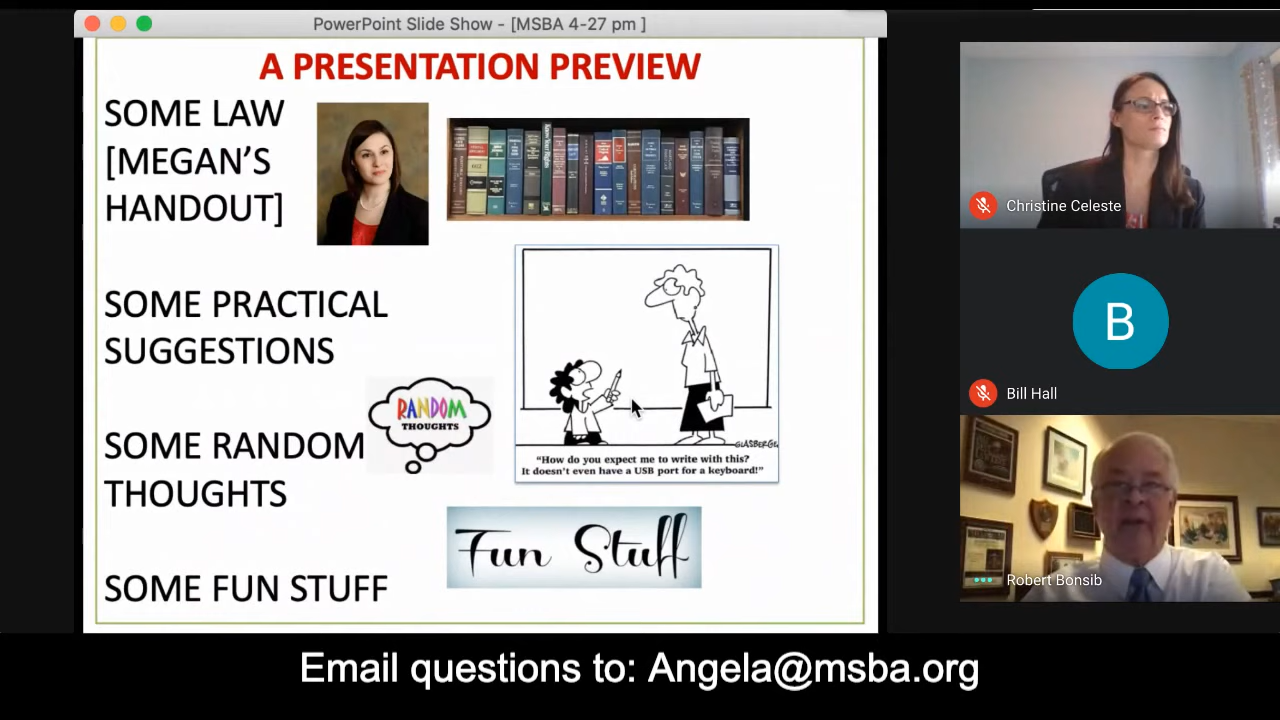 PowerPoint Slide Show - [MSBA 4-27 pm ]
A PRESENTATION PREVIEW
SOME LAW
[MEGAN'S
HANDOUT]
SOME PRACTICAL
SUGGESTIONS
RANDOM
THOUGHTS
SOME RANDOM
THOUGHTS
GLASBERGEN
"How do you expect me to write with this?
It doesn't even have a USB port for a keyboard!"
Fun Stuff
SOME FUN STUFF
Christine Celeste
B
Bill Hall
Robert Bonsib
Email questions to: Angela@msba.org